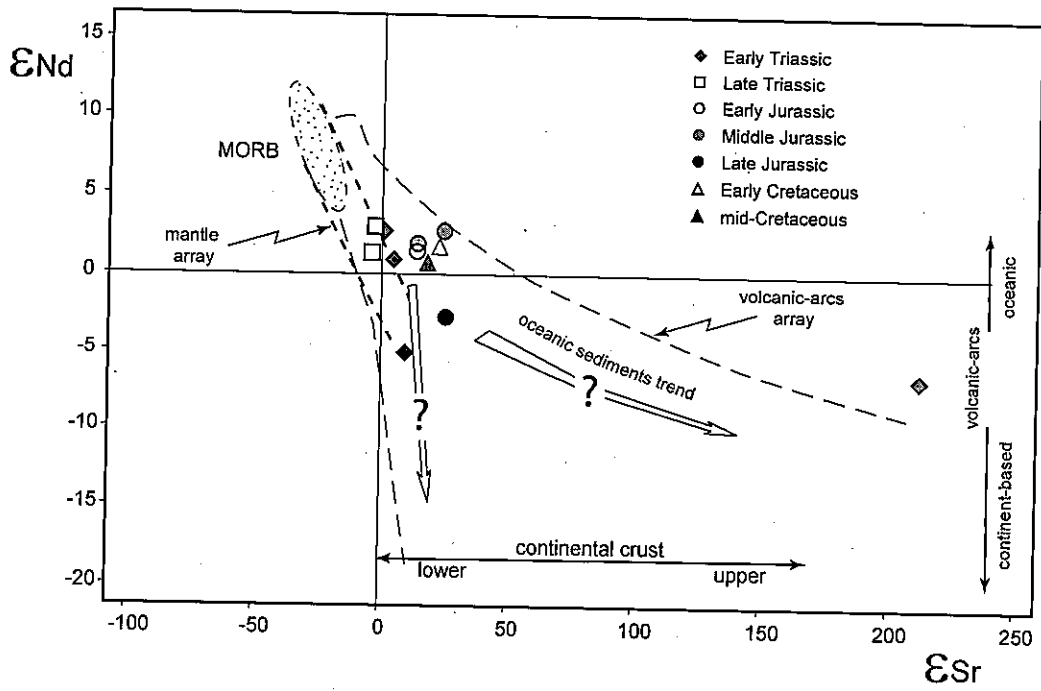 εNd
15
10
5
0
-5
-10
-15
-20
MORB
mantle
array
Early Triassic
Late Triassic
Early Jurassic
Middle Jurassic
Late Jurassic
Early Cretaceous
mid-Cretaceous
volcanic-arcs
array
oceanic sediments trend
?
?
oceanic
volcanic-arcs
continent-based
continental crust
lower
upper
-100
-50
0
50
100
150
200
250
εSr